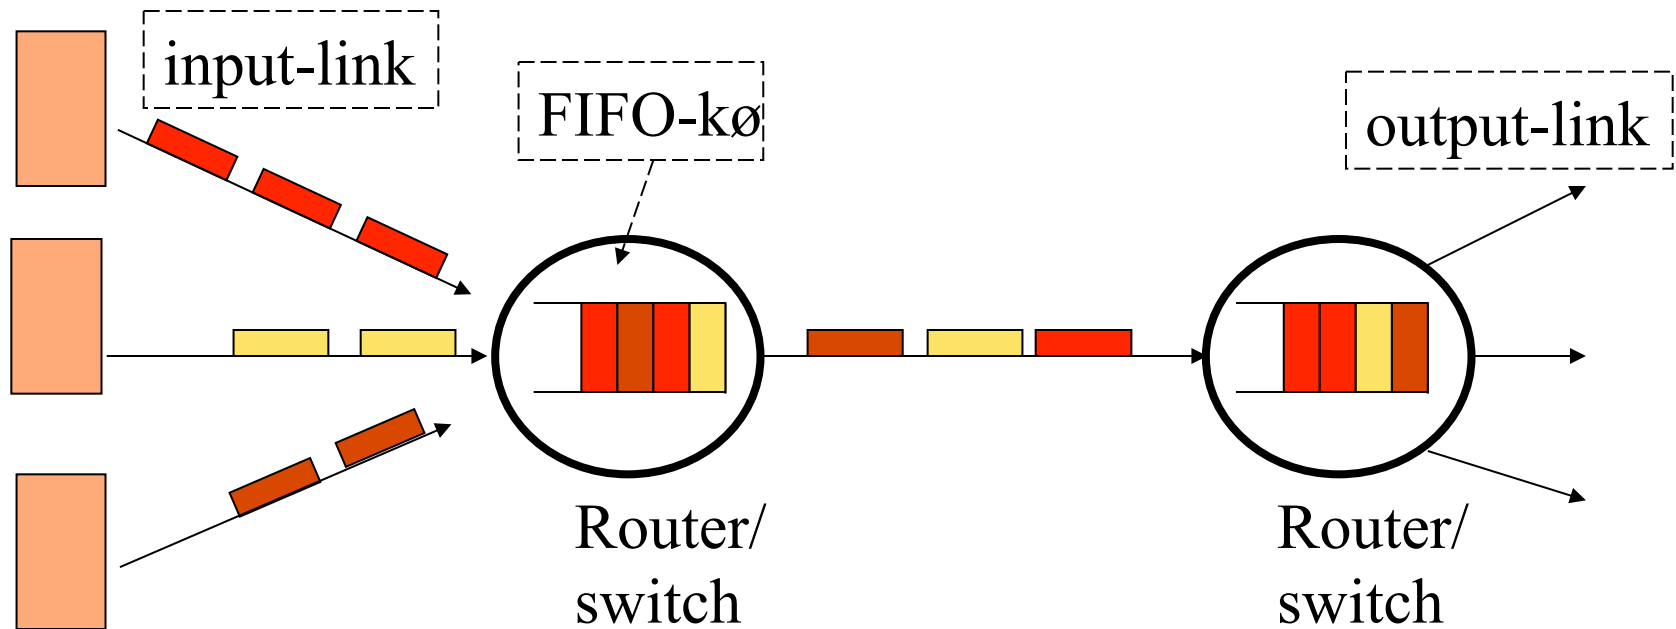 input-link
FIFO-kø
output-link
Router/
switch
Router/
switch